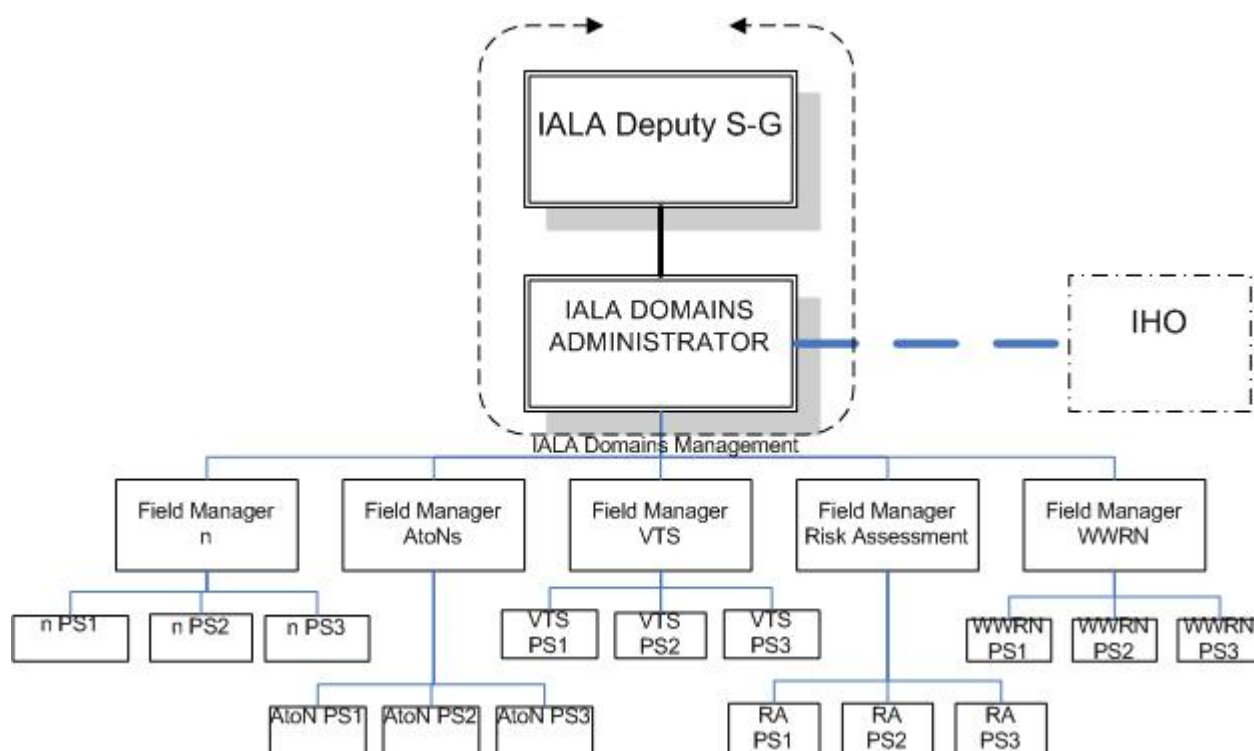 IALA Deputy S-G
IALA DOMAINS
ADMINISTRATOR
IHO
IALA Domains Management
Field Manager
n
Field Manager
AtoNs
Field Manager
VTS
Field Manager
Risk Assessment
Field Manager
WWRN
n PS1
n PS2
n PS3
VTS
PS1
VTS
PS2
VTS
PS3
WWRN
PS1
WWRN
PS2
WWRN
PS3
AtoN PS1
AtoN PS2
AtoN PS3
RA
PS1
RA
PS2
RA
PS3